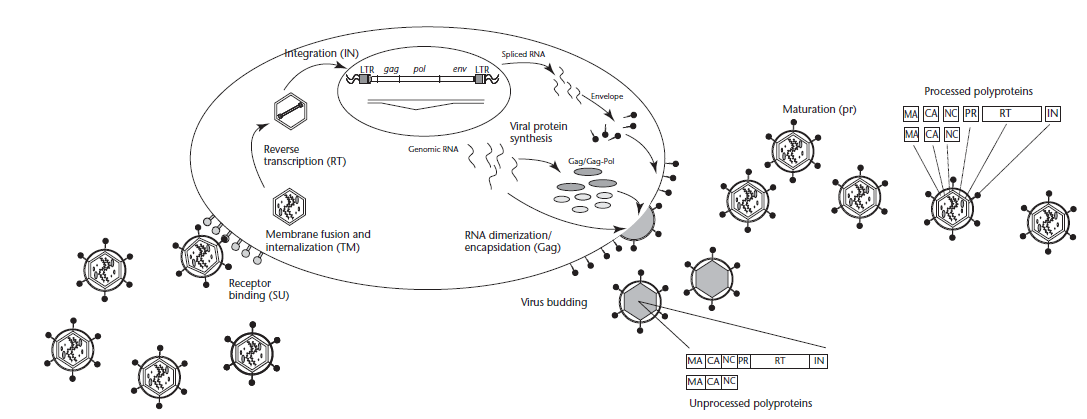 Integration (IN)
LTR gag pol env LTR
Spliced RNA
Envelope
Reverse
transcription (RT)
Genomic RNA
Viral protein
synthesis
Gag/Gag-Pol
Membrane fusion and
internalization (TM)
RNA dimerization/
encapsidation (Gag)
Receptor
binding (SU)
Virus budding
MA CA NC PR RT IN
MA CA NC
Unprocessed polyproteins
Maturation (pr)
Processed polyproteins
MA CA NC PR RT IN
MA CA NC